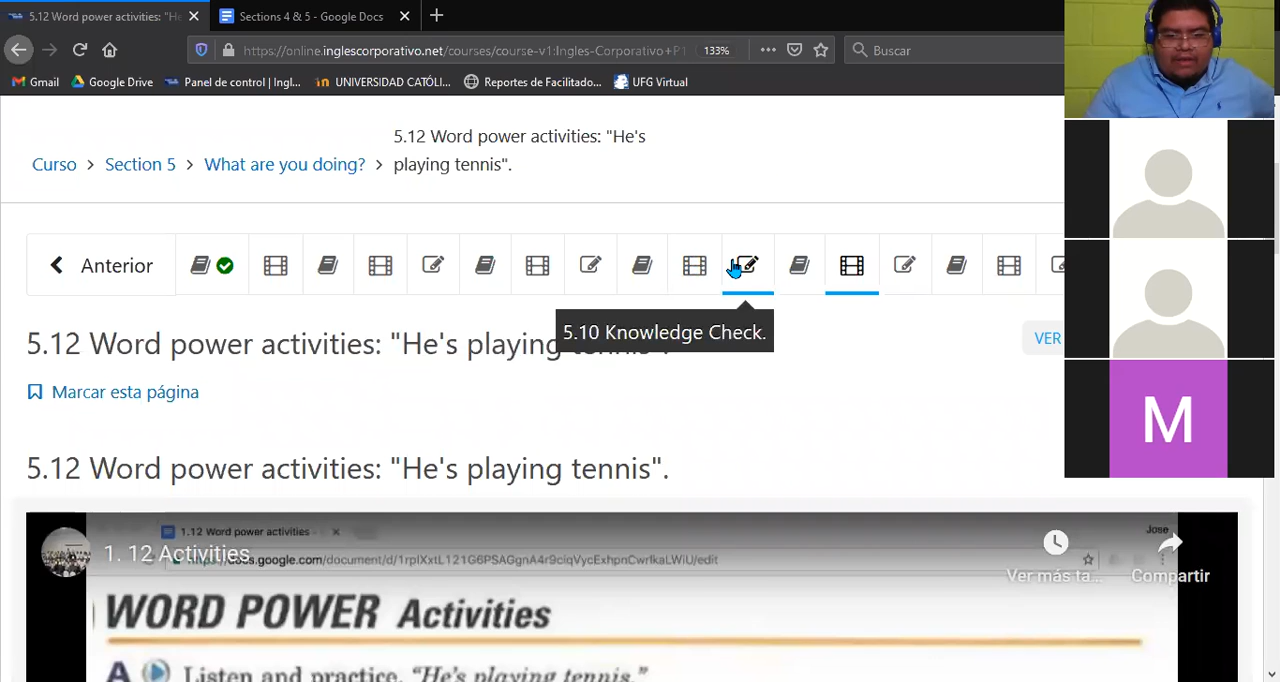 5.12 Word power activities: "He
Sections 4 & 5 - Google Docs
https://online.inglescorporativo.net/courses/course-v1:Ingles-Corporativo+P1
133%
Buscar
Gmail
Google Drive
Panel de control | Ingl...
UNIVERSIDAD CATÓLI...
Reportes de Facilitado...
UFG Virtual
5.12 Word power activities: "He's
Curso > Section 5 > What are you doing? > playing tennis".
Anterior
5.10 Knowledge Check.
5.12 Word power activities: "He's playing tennis".
VER
Marcar esta página
5.12 Word power activities: "He's playing tennis".
M
1.12 Word power activities
Jose
1. 12 Activities
Ver más ta...
Compartir
WORD POWER Activities
A Listen and practice. "He's playing tennis."